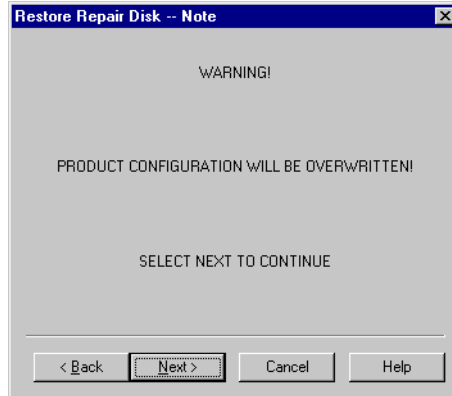 Restore Repair Disk -- Note
WARNING!
PRODUCT CONFIGURATION WILL BE OVERWRITTEN!
SELECT NEXT TO CONTINUE
< Back Next > Cancel Help